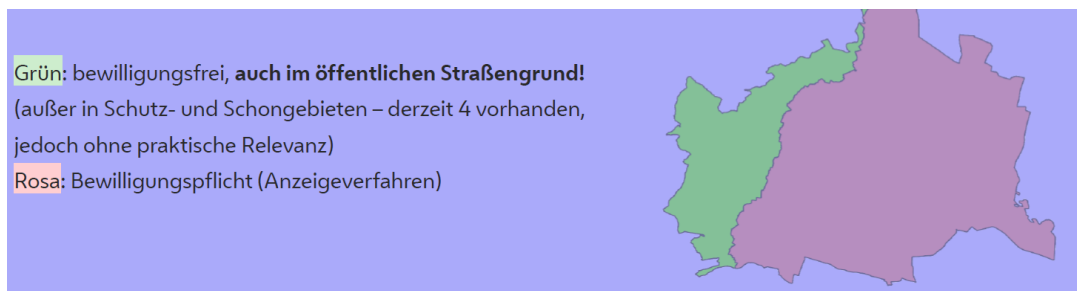 Grün: bewilligungsfrei, auch im öffentlichen Straßengrund!
(außer in Schutz- und Schongebieten – derzeit 4 vorhanden,
jedoch ohne praktische Relevanz)
Rosa: Bewilligungspflicht (Anzeigeverfahren)